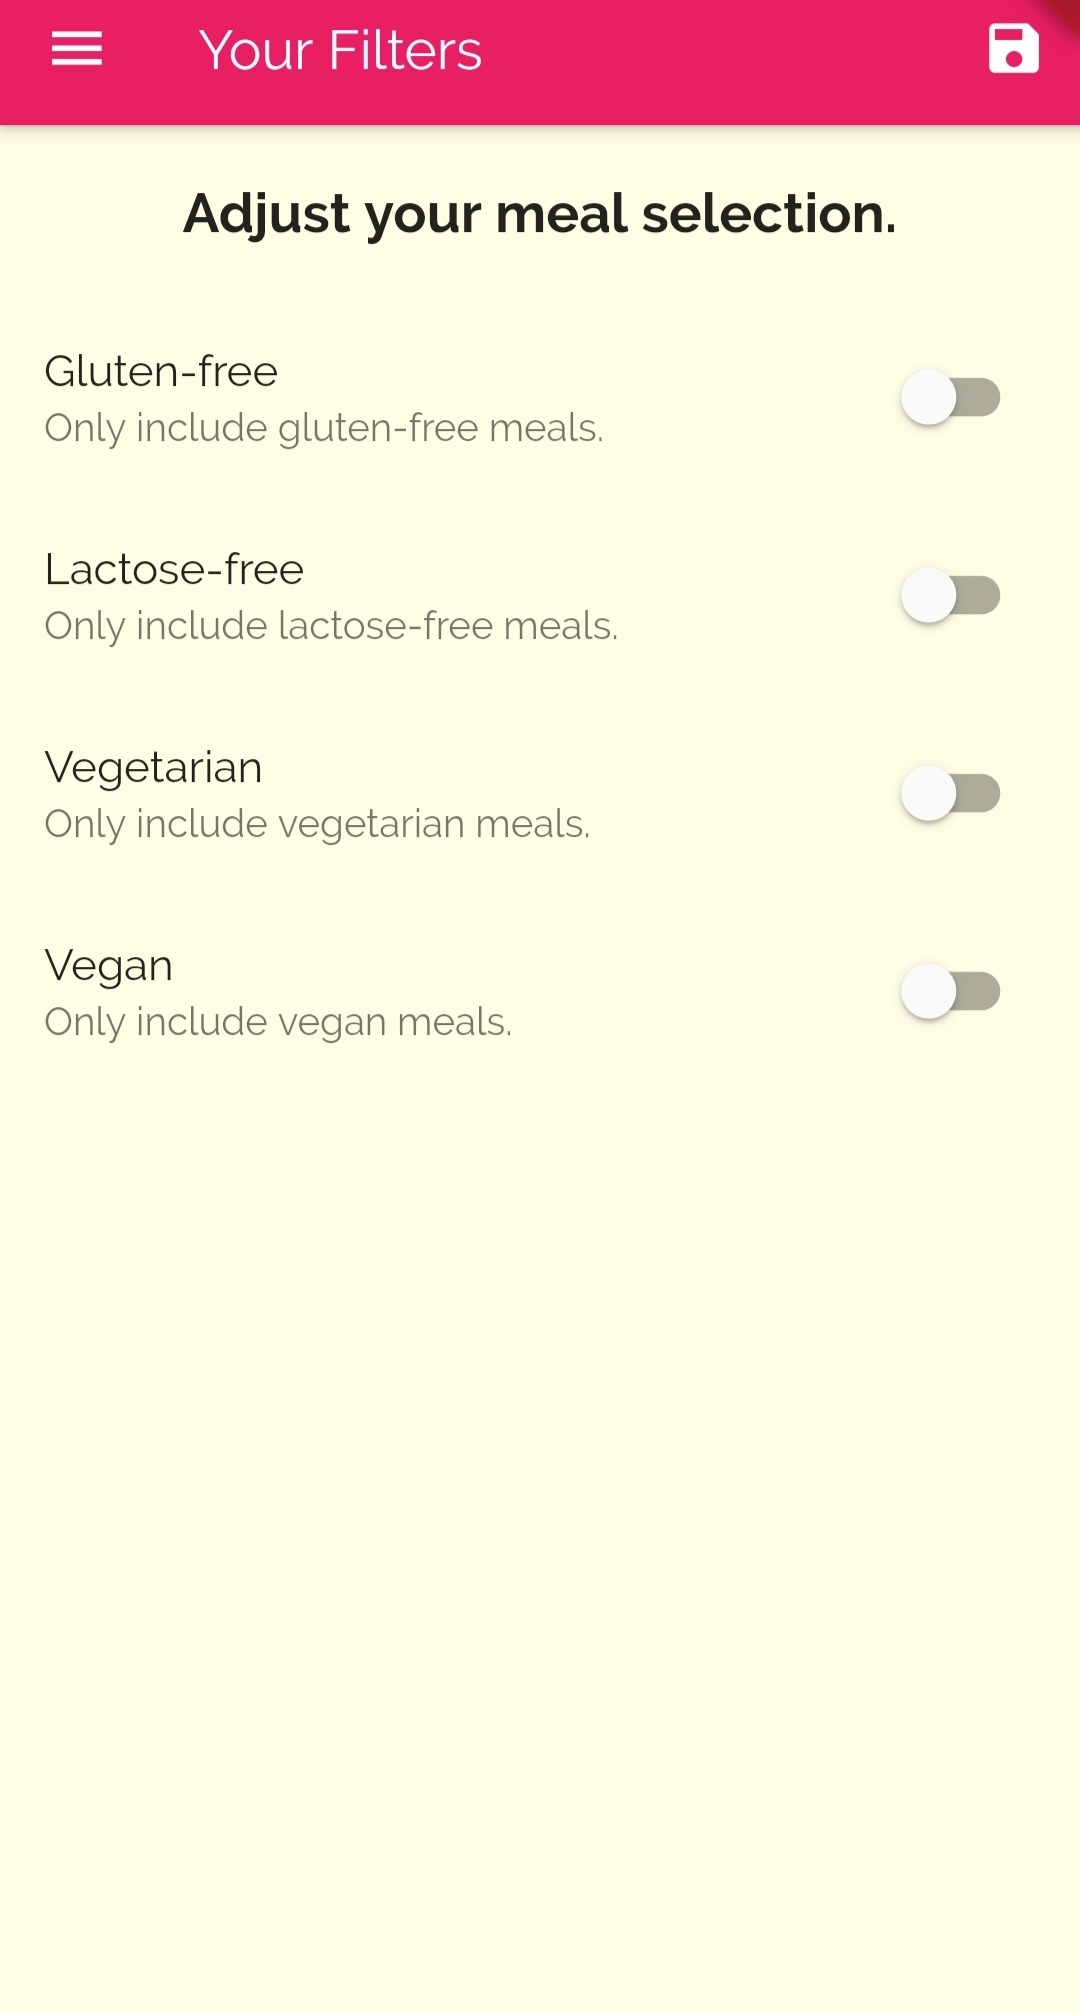 Your Filters
Adjust your meal selection.
Gluten-free
Only include gluten-free meals.
Lactose-free
Only include lactose-free meals.
Vegetarian
Only include vegetarian meals.
Vegan
Only include vegan meals.